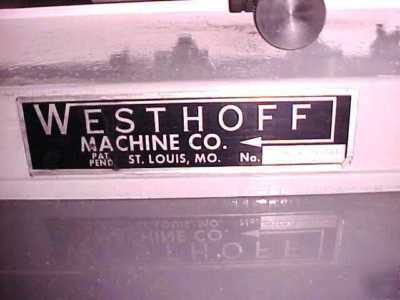 WESTHOFF
MACHINE CO.
PAT. PEND. ST. LOUIS, MO. No.